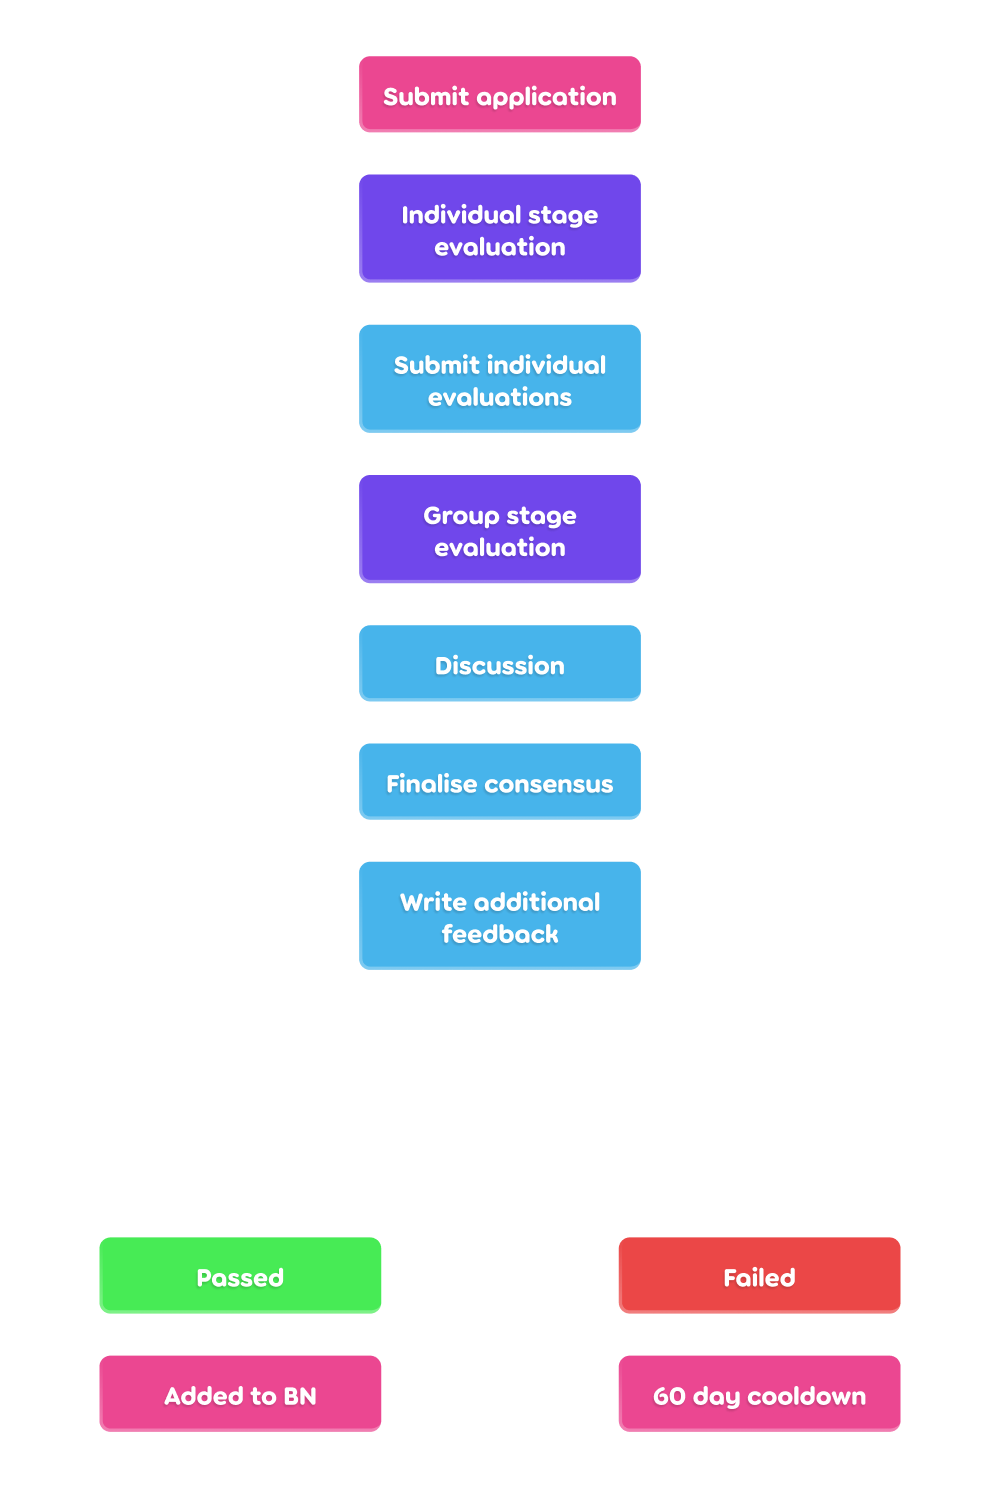 Submit application
Individual stage
evaluation
Submit individual
evaluations
Group stage
evaluation
Discussion
Finalise consensus
Write additional
feedback
Passed
Failed
Added to BN
60 day cooldown